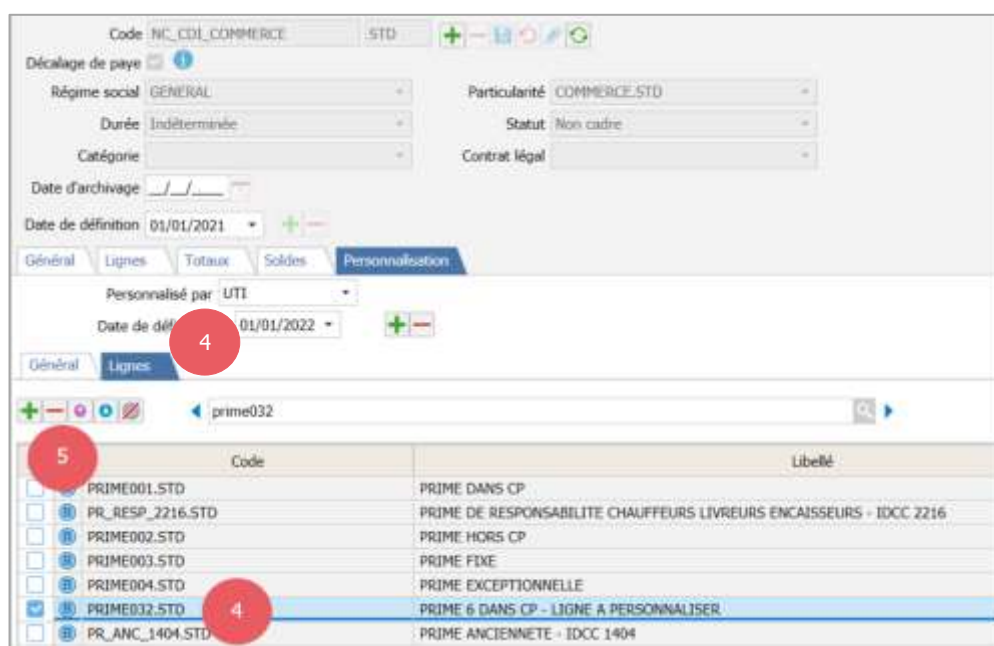 Code NC_CDI_COMMERCE STD
Décalage de paye
Régime social GENERAL Particularité COMMERCE.STD
Durée Indéterminée Statut Non cadre
Catégorie Contrat légal
Date d'archivage __/__/____
Date de définition 01/01/2021
Général Lignes Totaux Soldes Personnalisation
Personnalisé par UTI
Date de 01/01/2022
4
Général Lignes
prime032
5
Code Libellé
PRIME001.STD PRIME DANS CP
PR_RESP_2216.STD PRIME DE RESPONSABILITE CHAUFFEURS LIVREURS ENCAISSEURS - IDCC 2216
PRIME002.STD PRIME HORS CP
PRIME003.STD PRIME FIXE
PRIME004.STD PRIME EXCEPTIONNELLE
PRIME032.STD 4 PRIME 6 DANS CP - LIGNE A PERSONNALISER
PR_ANC_1404.STD PRIME ANCIENNETE - IDCC 1404